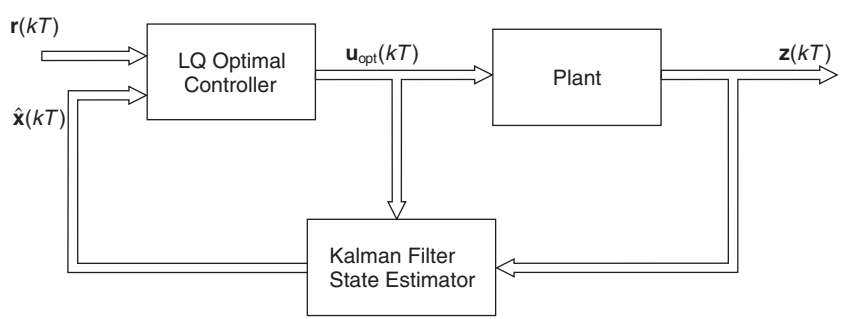 r(kT)
LQ Optimal
Controller
u_opt(kT)
Plant
z(kT)
x̂(kT)
Kalman Filter
State Estimator